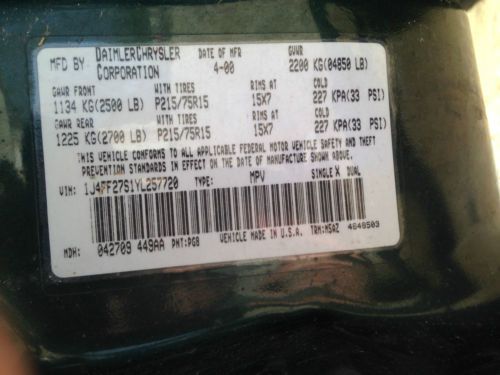 MFD BY: DAIMLERCHRYSLER CORPORATION DATE OF MFR 4-00 GVWR 2200 KG(04850 LB)
GAWR FRONT WITH TIRES RIMS AT COLD
1134 KG(2500 LB) P215/75R15 15X7 227 KPA(33 PSI)
GAWR REAR WITH TIRES RIMS AT COLD
1225 KG(2700 LB) P215/75R15 15X7 227 KPA(33 PSI)
THIS VEHICLE CONFORMS TO ALL APPLICABLE FEDERAL MOTOR VEHICLE SAFETY BUMPER AND THEFT
PREVENTION STANDARDS IN EFFECT ON THE DATE OF MANUFACTURE SHOWN ABOVE.
VIN: 1J4FF27S1YL257720 TYPE: MPV SINGLE X DUAL
MDH: 042709 449AA PNT:PG8 VEHICLE MADE IN U.S.A. TRM:MSAZ 4648503